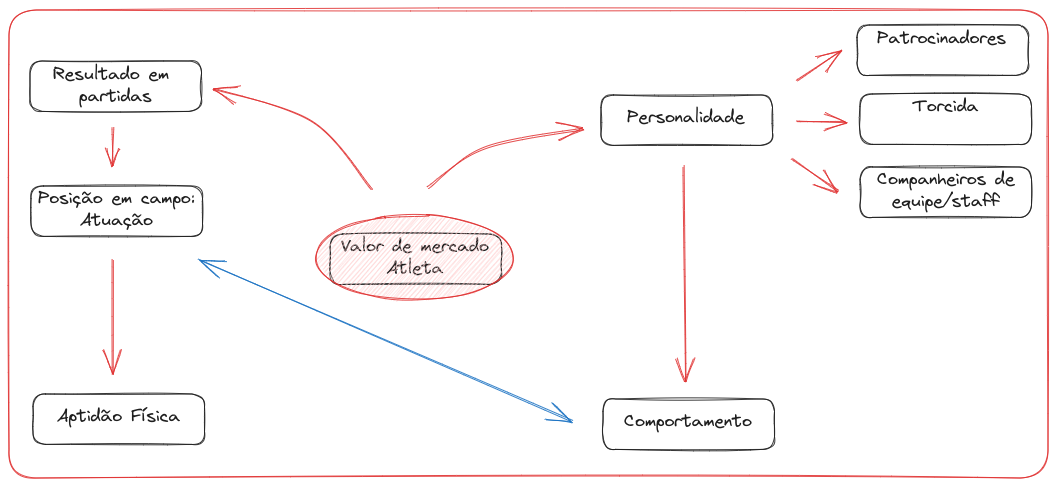 Patrocinadores
Resultado em
partidas
Torcida
Personalidade
Companheiros de
equipe/staff
Posição em campo:
Atuação
Valor de mercado
Atleta
Aptidão Física
Comportamento